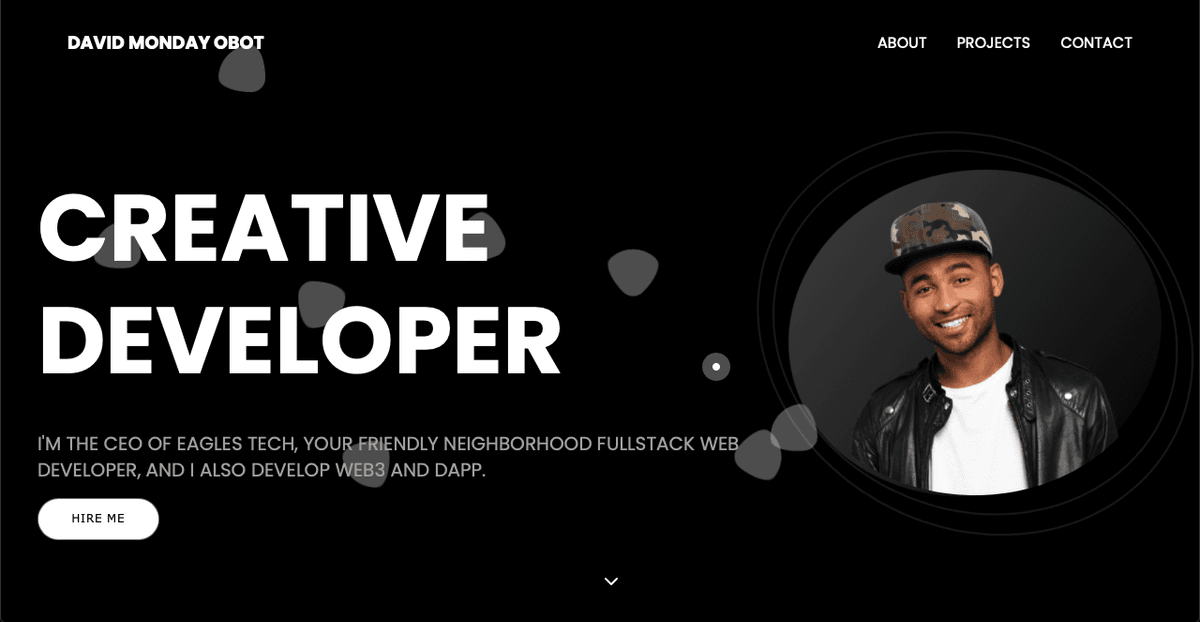 DAVID MONDAY OBOT
ABOUT PROJECTS CONTACT
CREATIVE
DEVELOPER
I'M THE CEO OF EAGLES TECH, YOUR FRIENDLY NEIGHBORHOOD FULLSTACK WEB
DEVELOPER, AND I ALSO DEVELOP WEB3 AND DAPP.
HIRE ME